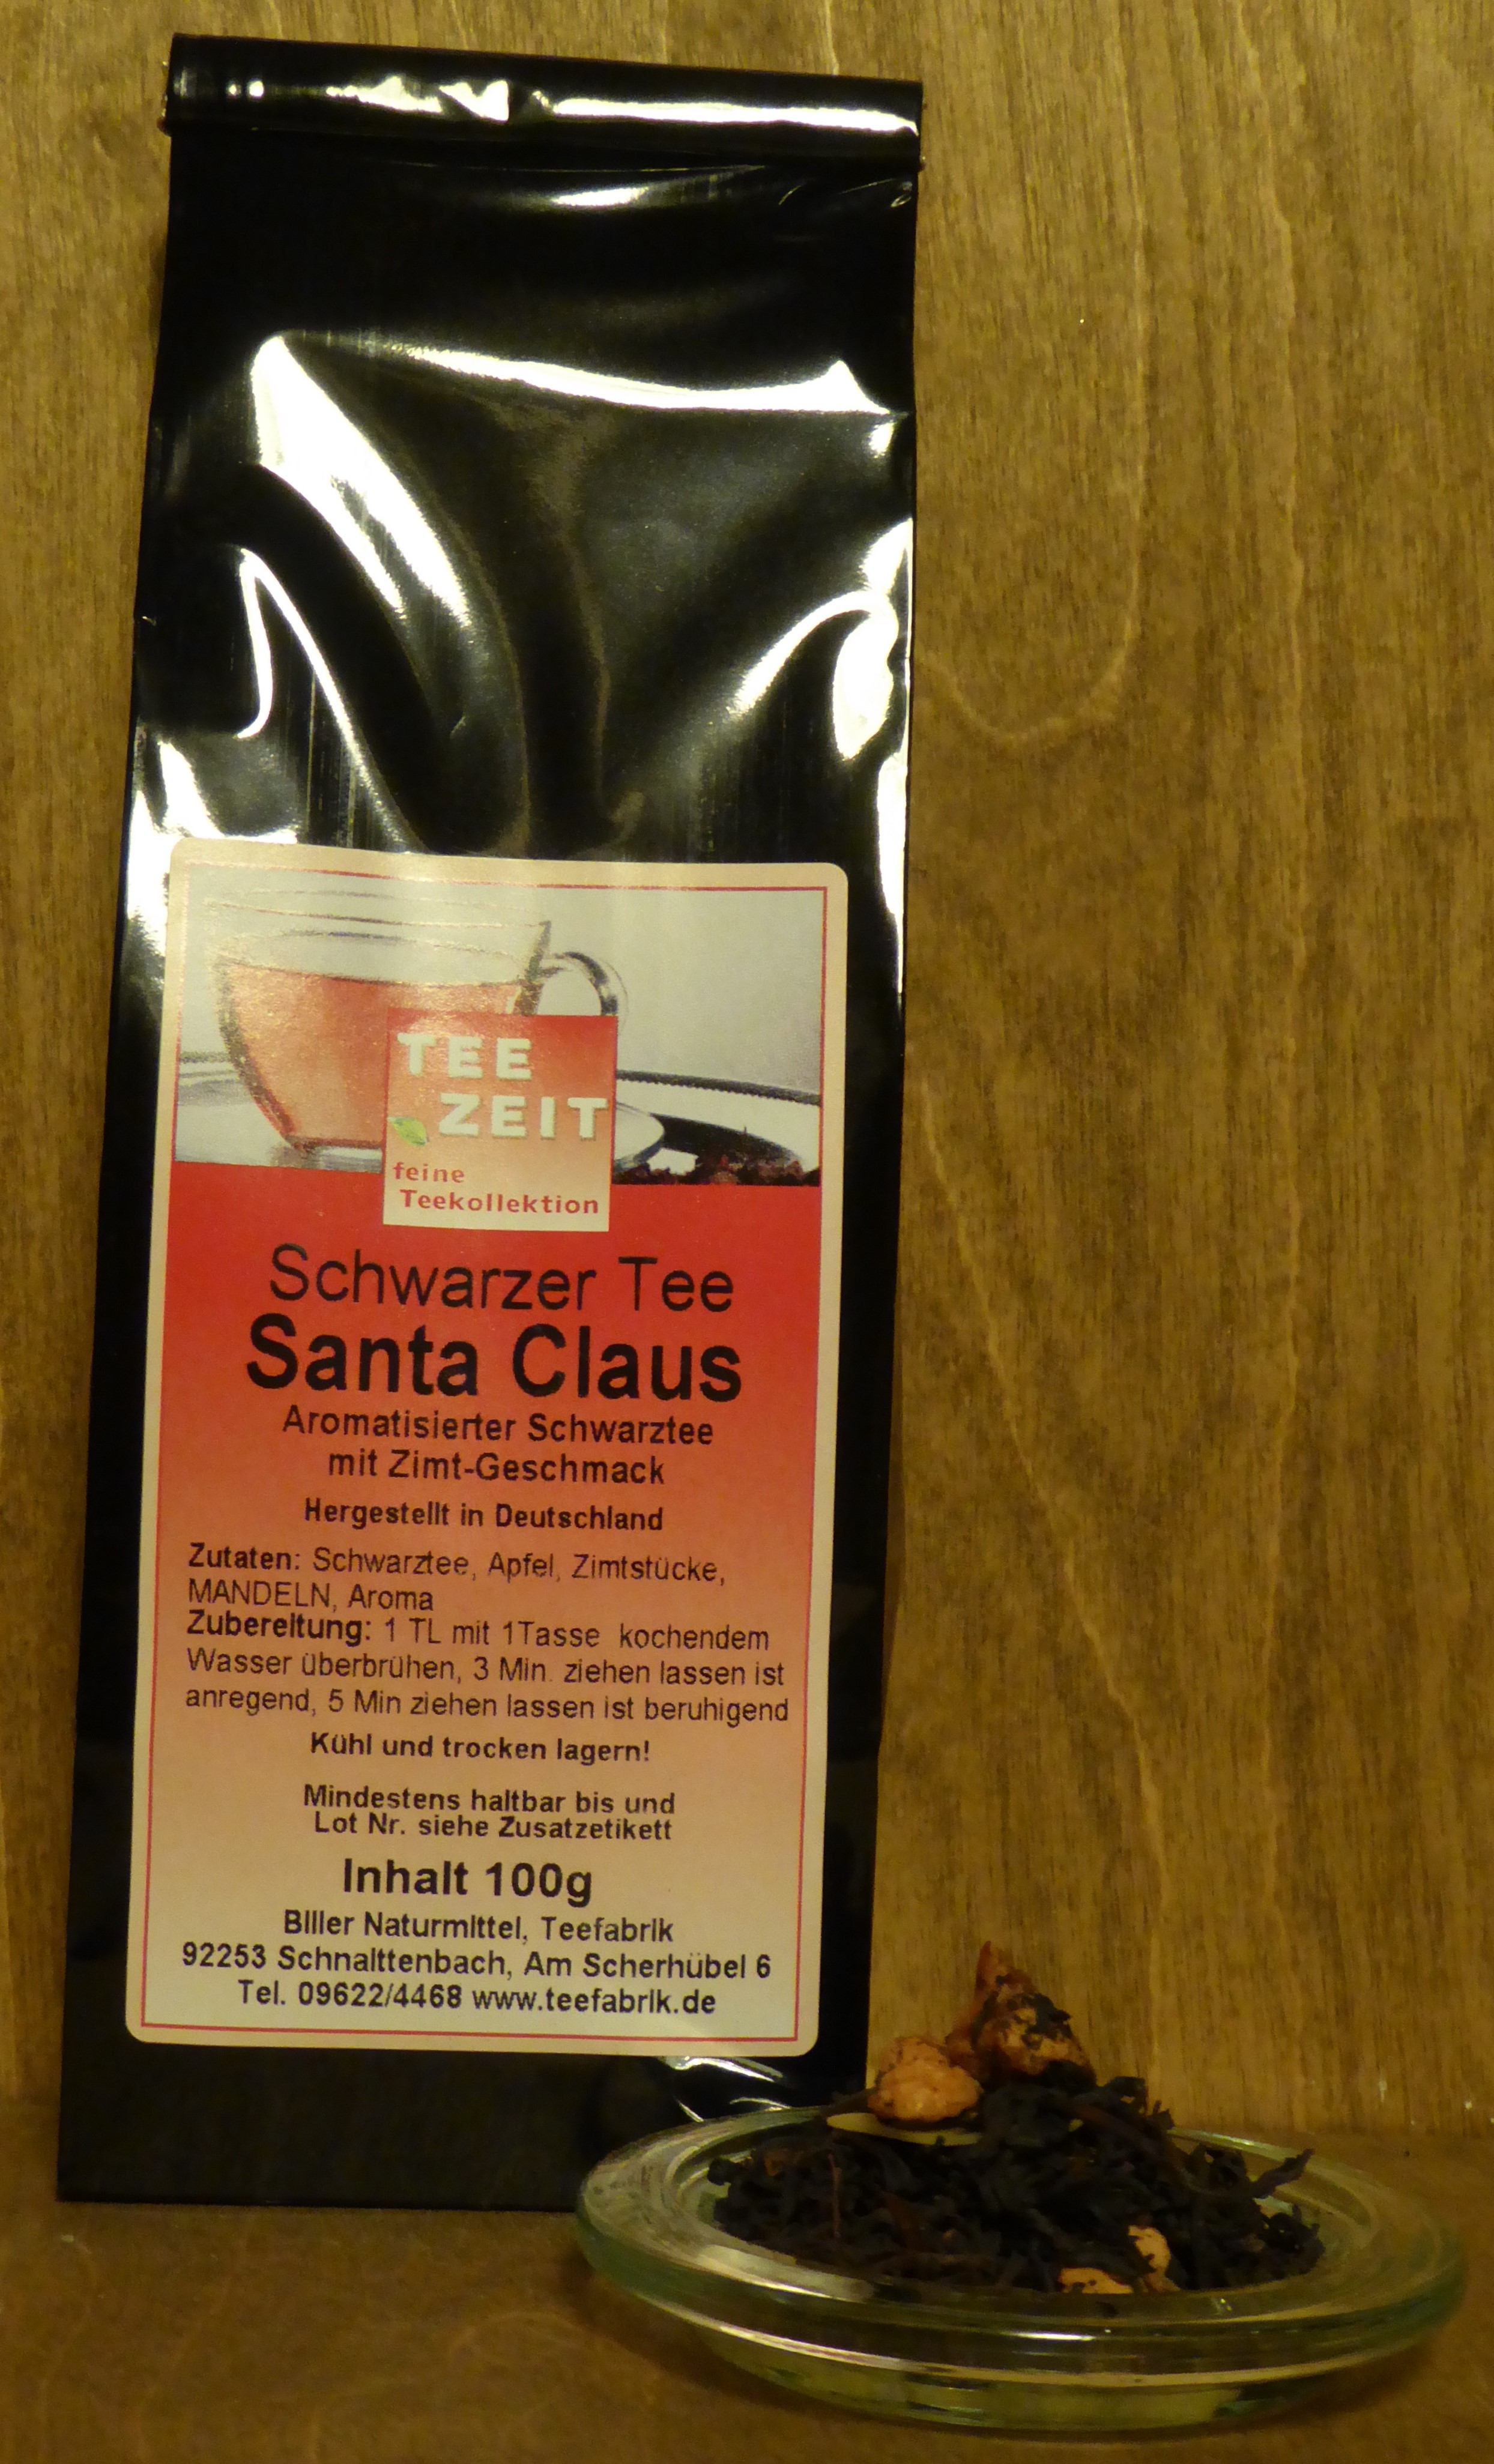 TEE
ZEIT
feine
Teekollektion
Schwarzer Tee
Santa Claus
Aromatisierter Schwarztee
mit Zimt-Geschmack
Hergestellt in Deutschland
Zutaten: Schwarztee, Apfel, Zimtstücke,
MANDELN, Aroma
Zubereitung: 1 TL mit 1Tasse kochendem
Wasser überbrühen, 3 Min. ziehen lassen ist
anregend, 5 Min ziehen lassen ist beruhigend
Kühl und trocken lagern!
Mindestens haltbar bis und
Lot Nr. siehe Zusatzetikett
Inhalt 100g
Biller Naturmittel, Teefabrik
92253 Schnaittenbach, Am Scherhübel 6
Tel. 09622/4468 www.teefabrik.de